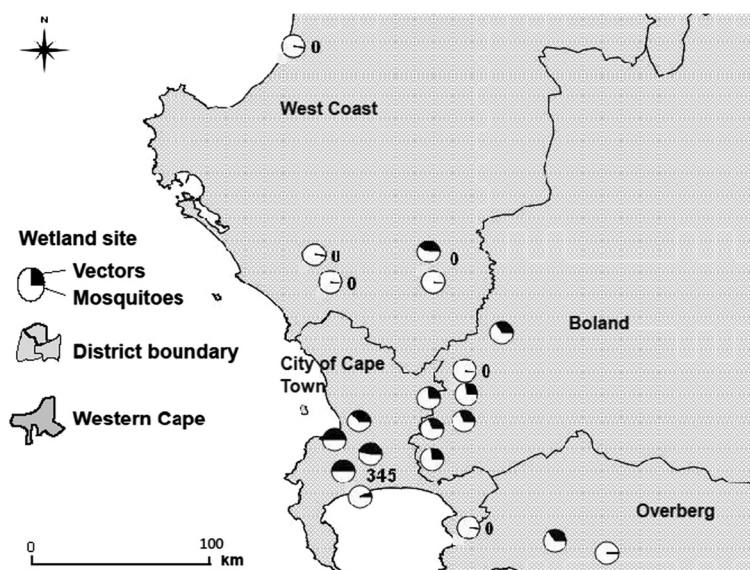 N
0
West Coast
0
0
0
Wetland site
Vectors
Mosquitoes
District boundary
Western Cape
Boland
City of Cape
Town
0
345
Overberg
0
0
100
km